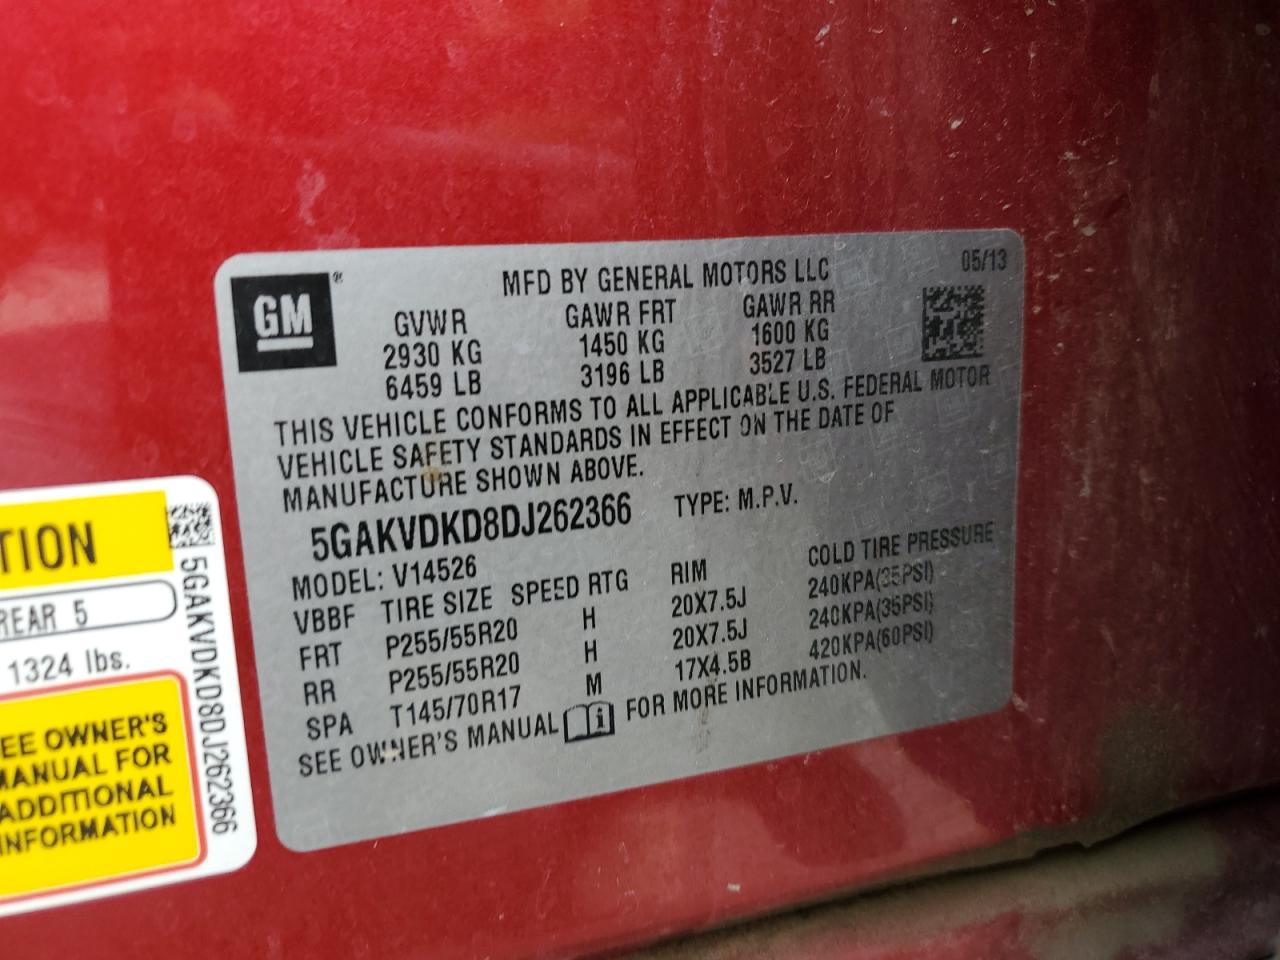 GM®
MFD BY GENERAL MOTORS LLC
05/13
GVWR GAWR FRT GAWR RR
2930 KG 1450 KG 1600 KG
6459 LB 3196 LB 3527 LB
THIS VEHICLE CONFORMS TO ALL APPLICABLE U.S. FEDERAL MOTOR
VEHICLE SAFETY STANDARDS IN EFFECT ON THE DATE OF
MANUFACTURE SHOWN ABOVE.
5GAKVDKD8DJ262366 TYPE: M.P.V.
MODEL: V14526
VBBF TIRE SIZE SPEED RTG RIM COLD TIRE PRESSURE
FRT P255/55R20 H 20X7.5J 240KPA(35PSI)
RR P255/55R20 H 20X7.5J 240KPA(35PSI)
SPA T145/70R17 M 17X4.5B 420KPA(60PSI)
SEE OWNER'S MANUAL FOR MORE INFORMATION.
TION
REAR 5
1324 lbs.
EE OWNER'S
MANUAL FOR
ADDITIONAL
INFORMATION
5GAKVDKD8DJ262366